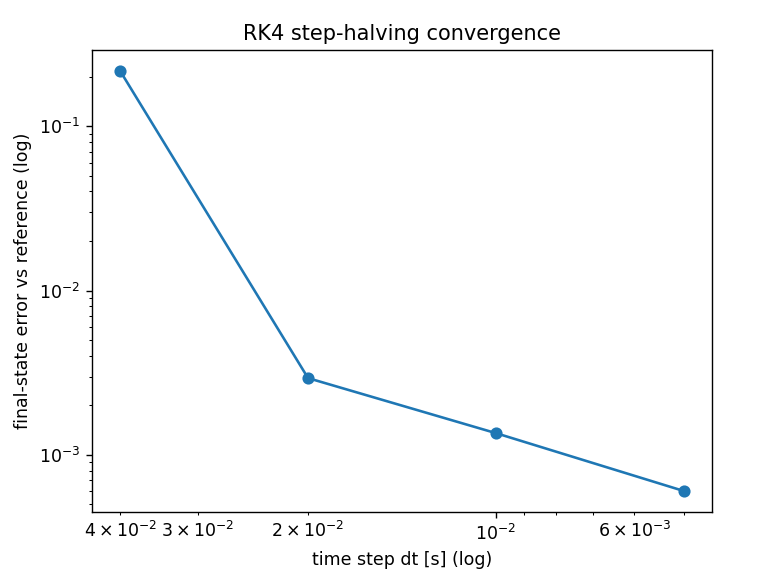 RK4 step-halving convergence
final-state error vs reference (log)
10⁻¹
10⁻²
10⁻³
4 × 10⁻² 3 × 10⁻² 2 × 10⁻² 10⁻² 6 × 10⁻³
time step dt [s] (log)